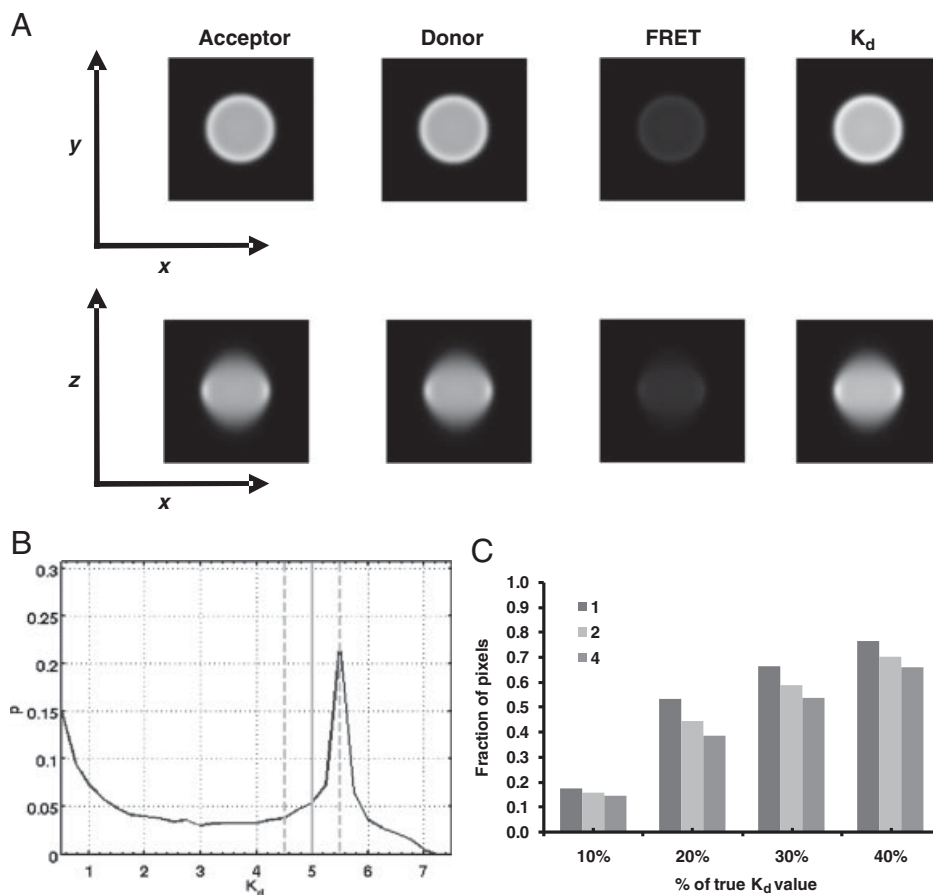 A
Acceptor Donor FRET Kd
y
x
z
x
B
0.3
0.25
0.2
0.15
0.1
0.05
0
p
1 2 3 4 5 6 7
Kd
C
1.0
0.9
0.8
0.7
0.6
0.5
0.4
0.3
0.2
0.1
0.0
Fraction of pixels
1
2
4
10% 20% 30% 40%
% of true Kd value